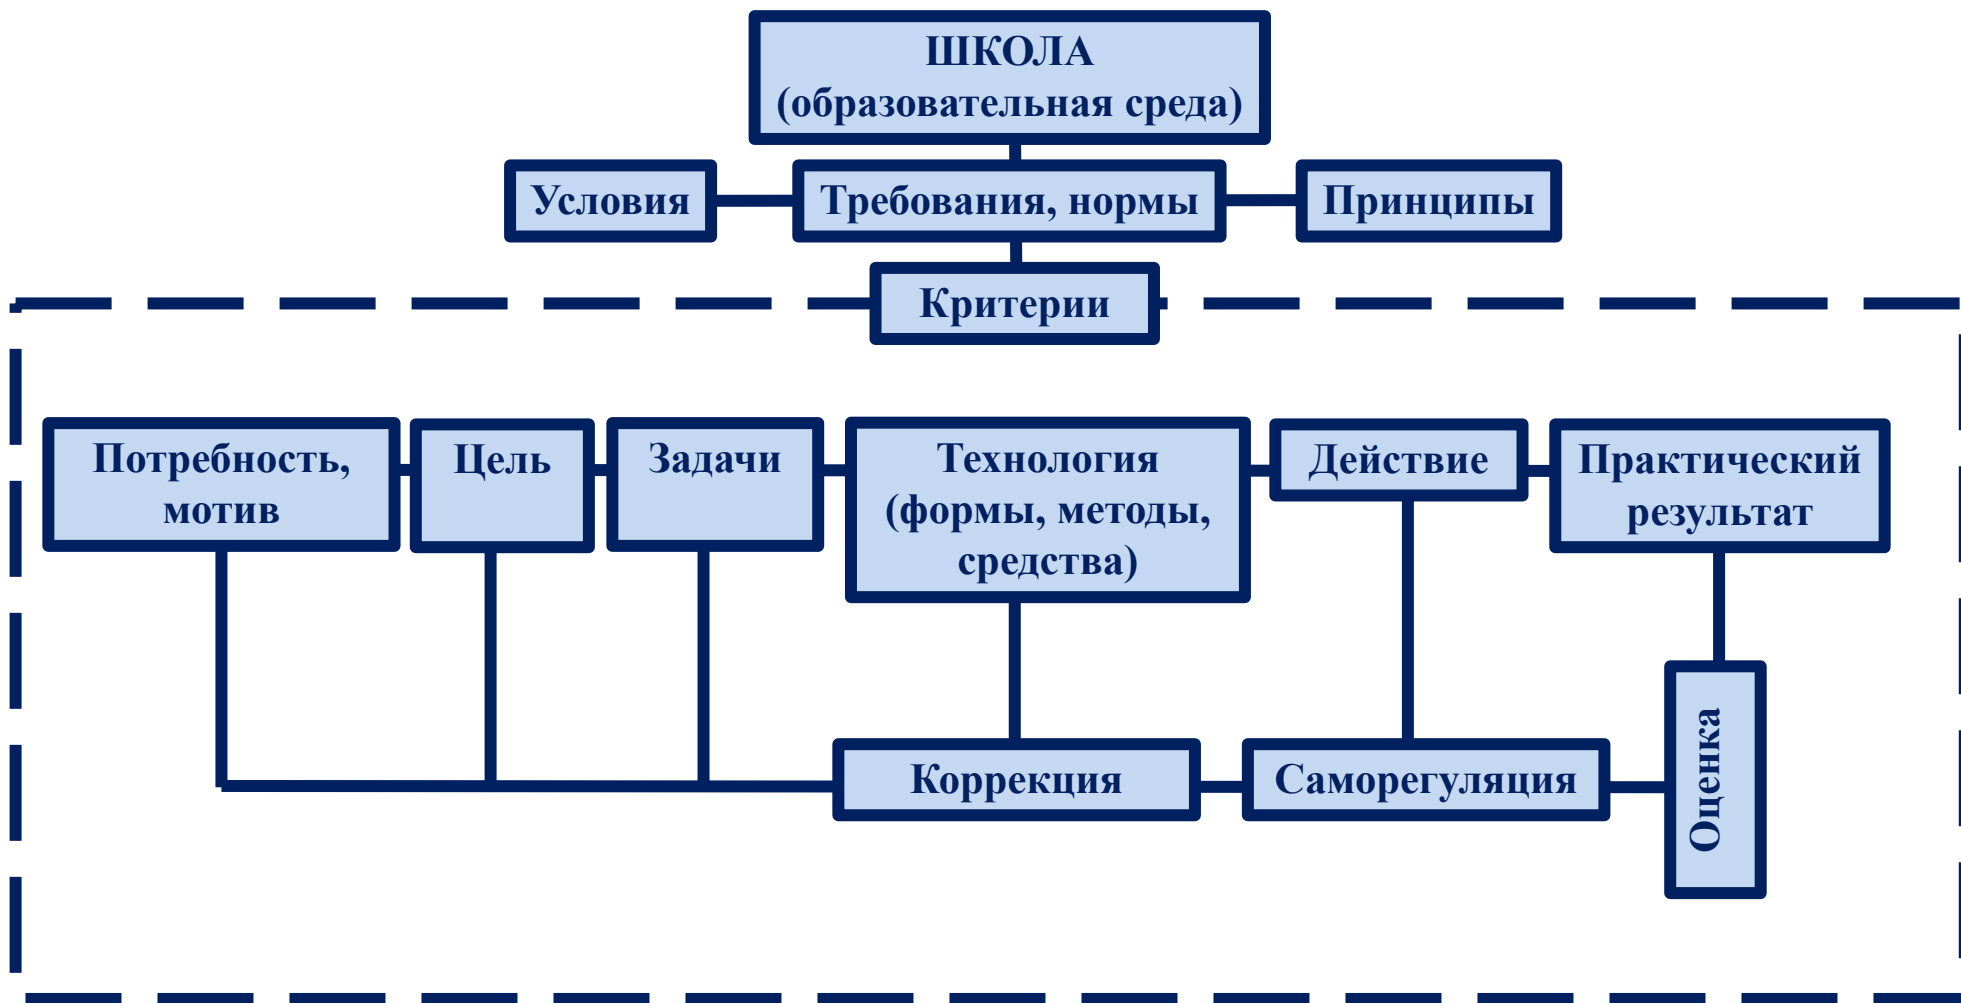 ШКОЛА
(образовательная среда)
Условия
Требования, нормы
Принципы
Критерии
Потребность,
мотив
Цель
Задачи
Технология
(формы, методы,
средства)
Действие
Практический
результат
Коррекция
Саморегуляция
Оценка